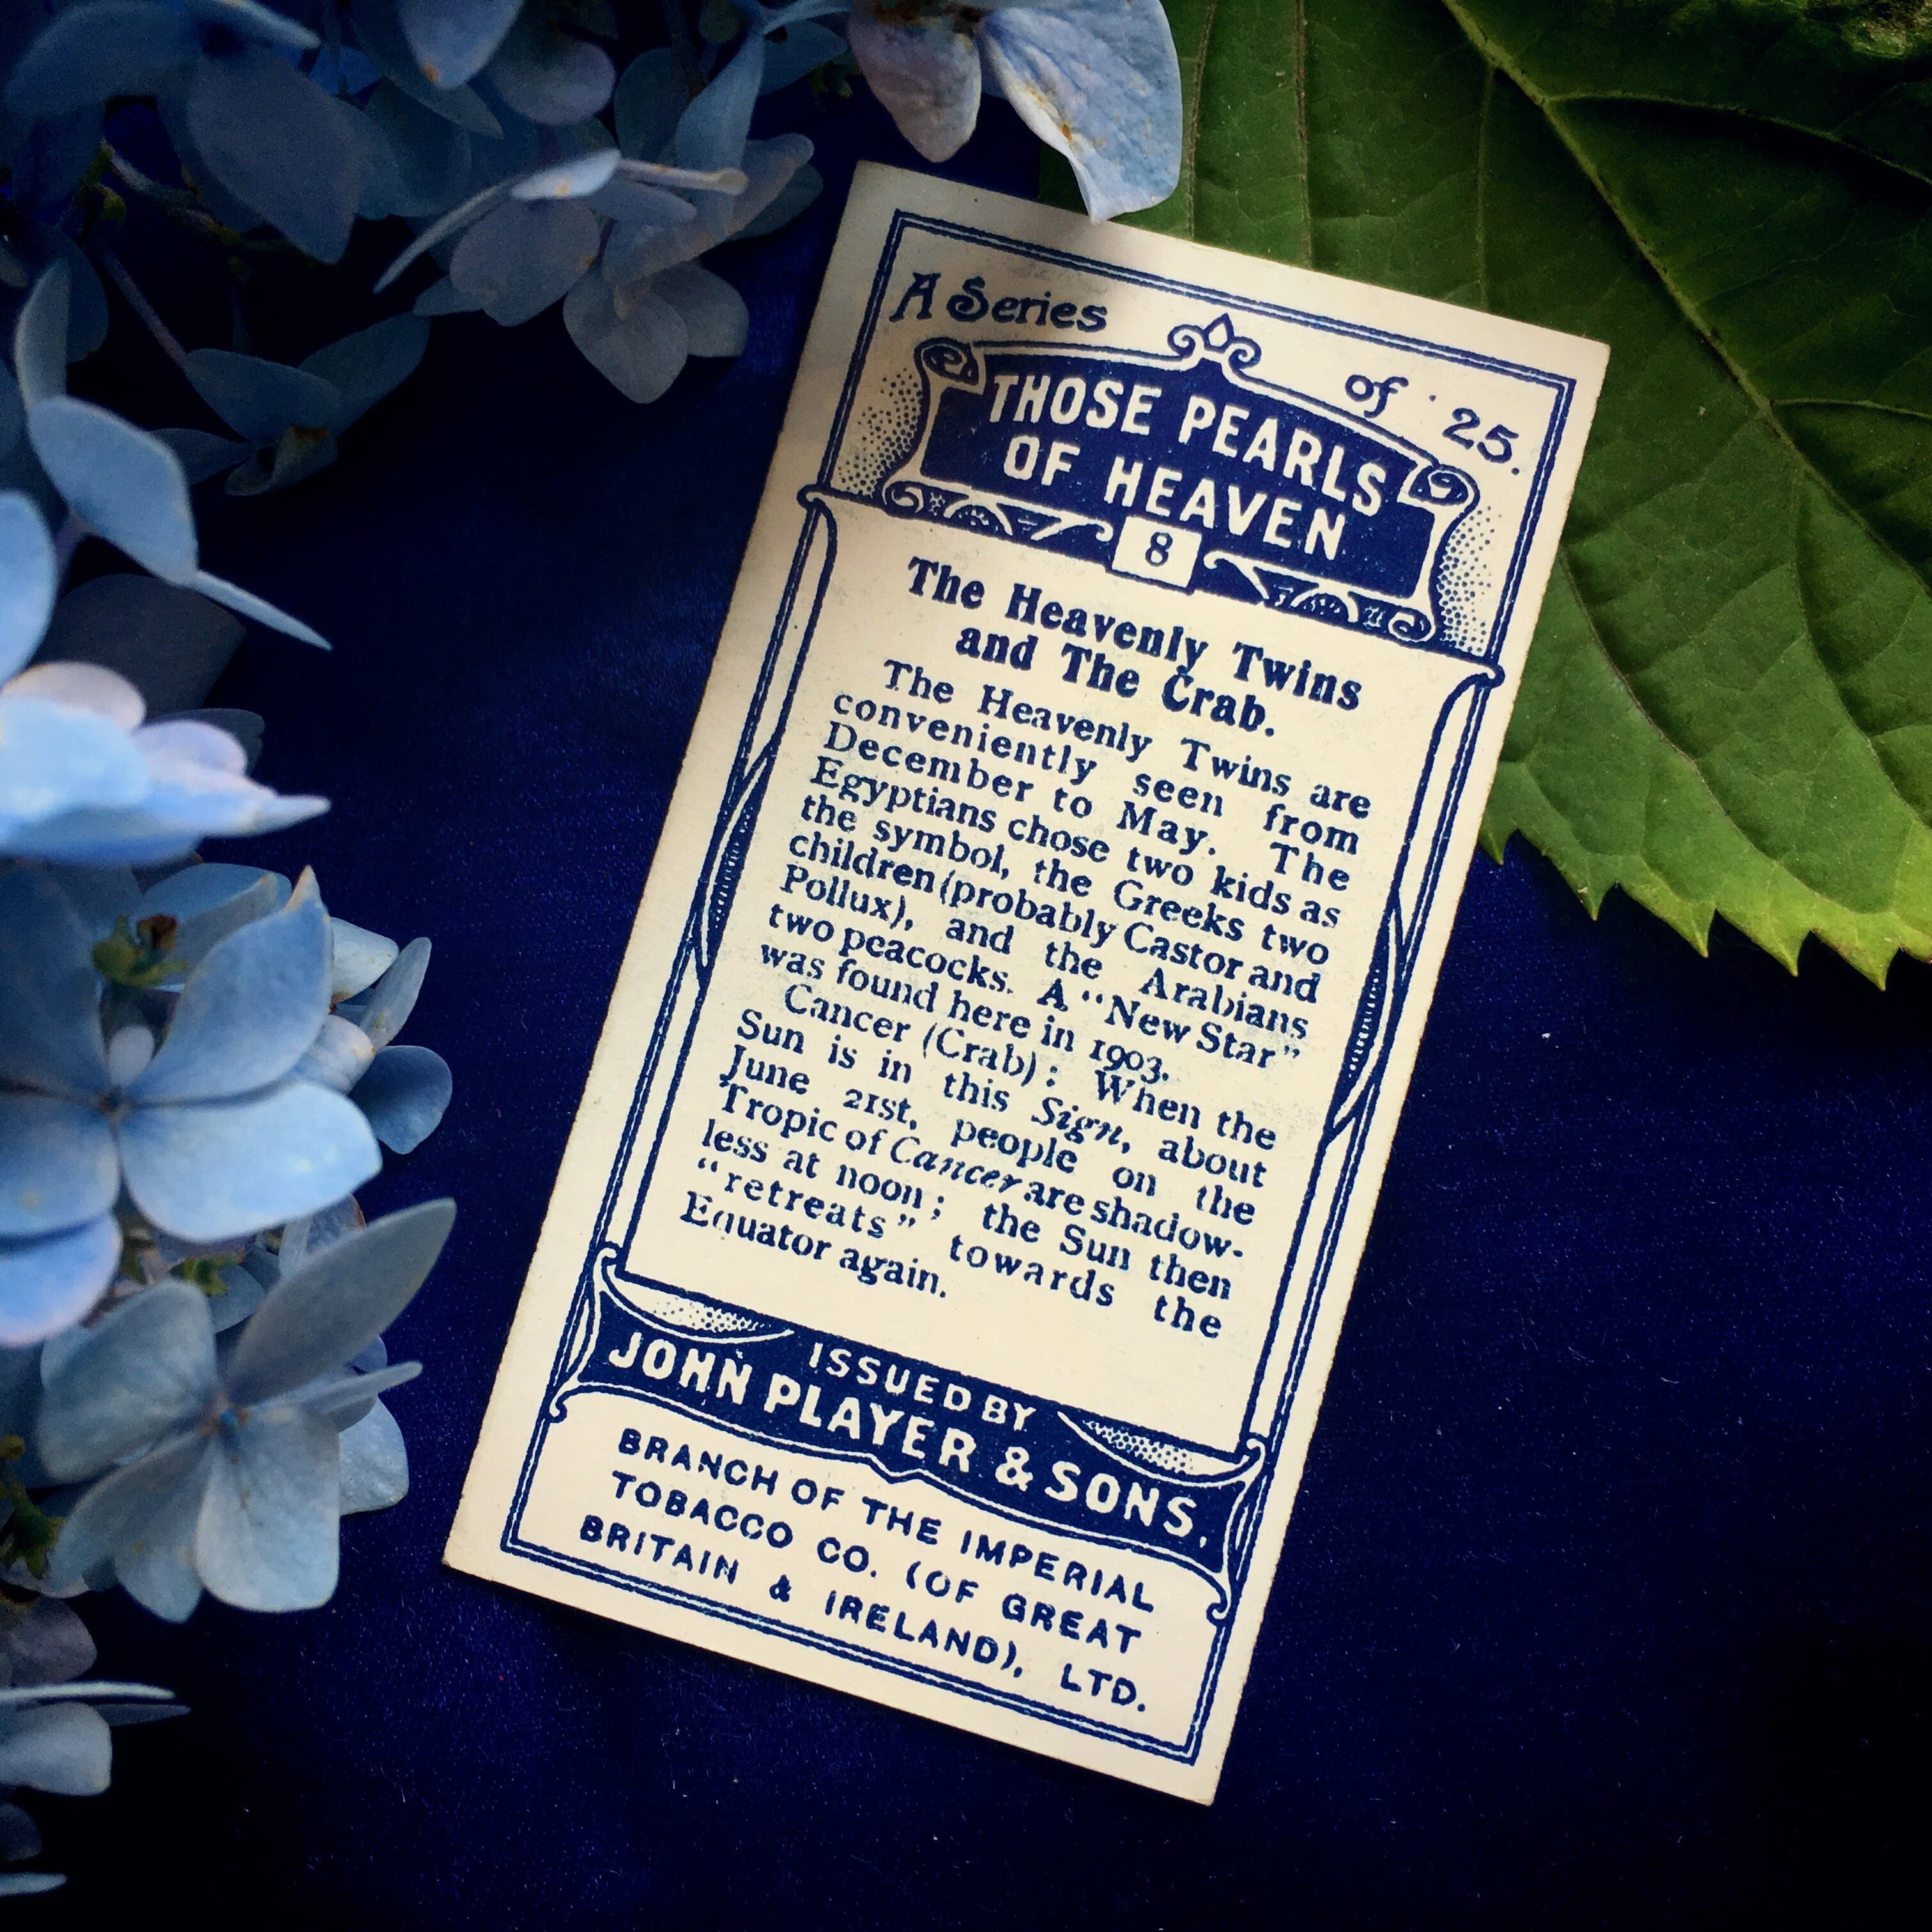 A Series of 25.
THOSE PEARLS
OF HEAVEN
8
The Heavenly Twins
and The Crab.
The Heavenly Twins are
conveniently seen from
December to May. The
Egyptians chose two kids as
the symbol, the Greeks two
children (probably Castor and
Pollux), and the Arabians
two peacocks. A “New Star”
was found here in 1903.
Cancer (Crab): When the
Sun is in this Sign, about
June 21st, people on the
Tropic of Cancer are shadow-
less at noon; the Sun then
“retreats” towards the
Equator again.
ISSUED BY
JOHN PLAYER & SONS,
BRANCH OF THE IMPERIAL
TOBACCO CO. (OF GREAT
BRITAIN & IRELAND), LTD.